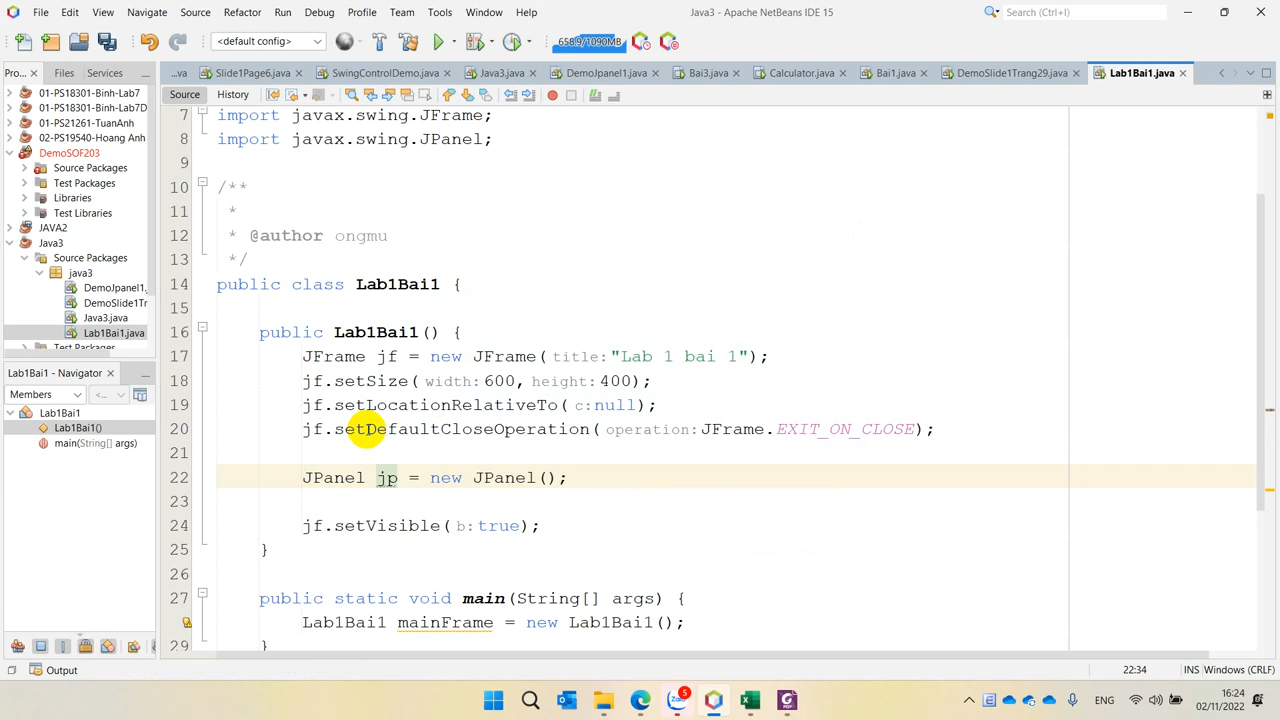 File Edit View Navigate Source Refactor Run Debug Profile Team Tools Window Help
Java3 - Apache NetBeans IDE 15
Search (Ctrl+I)
<default config>
658.9/1090MB
Pro... Files Services
...va Slide1Page6.java SwingControlDemo.java Java3.java DemoJpanel1.java Bai3.java Calculator.java Bai1.java DemoSlide1Trang29.java Lab1Bai1.java
Source History
01-PS18301-Binh-Lab7
01-PS18301-Binh-Lab7D
01-PS21261-TuanAnh
02-PS19540-Hoang Anh
DemoSOF203
Source Packages
Test Packages
Libraries
Test Libraries
JAVA2
Java3
Source Packages
java3
DemoJpanel1.
DemoSlide1Tr
Java3.java
Lab1Bai1.java
Test Packages
Lab1Bai1 - Navigator
Members
<...
Lab1Bai1
Lab1Bai1()
main(String[] args)
7 import javax.swing.JFrame;
8 import javax.swing.JPanel;
9
10 /**
11 *
12 * @author ongmu
13 */
14 public class Lab1Bai1 {
15
16 public Lab1Bai1() {
17 JFrame jf = new JFrame(title:"Lab 1 bai 1");
18 jf.setSize(width:600, height:400);
19 jf.setLocationRelativeTo(c:null);
20 jf.setDefaultCloseOperation(operation:JFrame.EXIT_ON_CLOSE);
21
22 JPanel jp = new JPanel();
23
24 jf.setVisible(b:true);
25 }
26
27 public static void main(String[] args) {
Lab1Bai1 mainFrame = new Lab1Bai1();
29 }
Output
22:34 INS Windows (CRLF)
5
ENG
16:24
02/11/2022